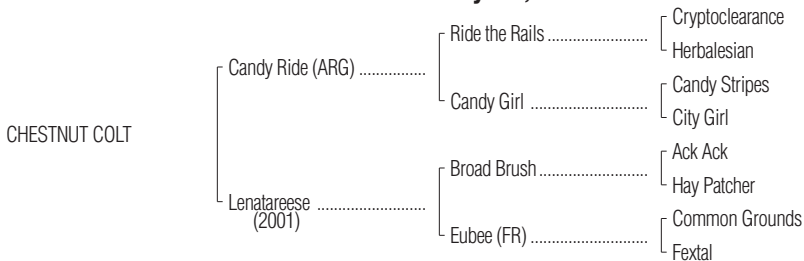 Cryptoclearance
Ride the Rails
Herbalesian
Candy Ride (ARG)
Candy Stripes
Candy Girl
City Girl
CHESTNUT COLT
Ack Ack
Broad Brush
Hay Patcher
Lenatareese
(2001)
Common Grounds
Eubee (FR)
Fextal